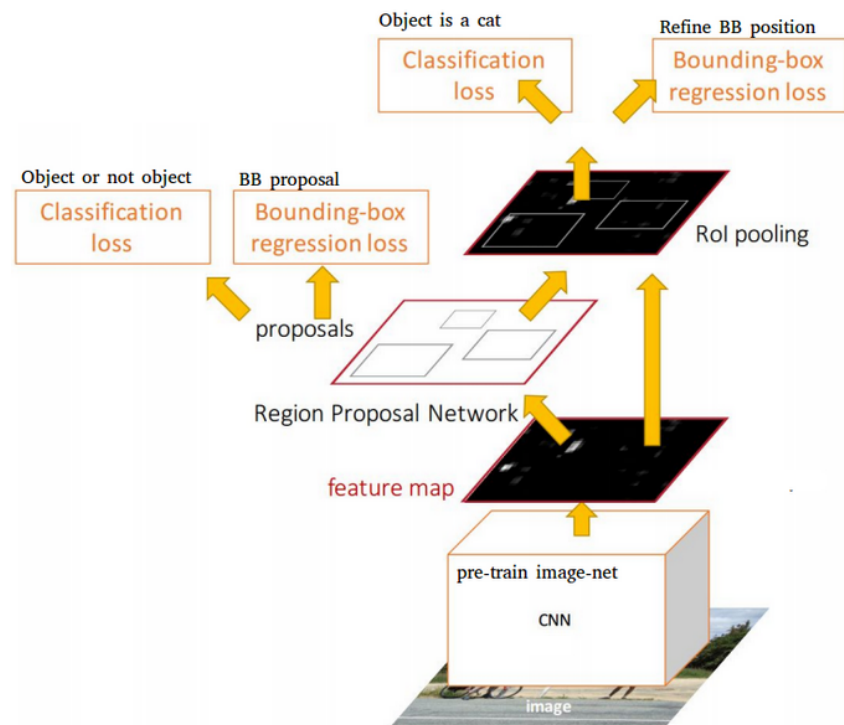 Object is a cat
Refine BB position
Classification
loss
Bounding-box
regression loss
Object or not object
BB proposal
Classification
loss
Bounding-box
regression loss
RoI pooling
proposals
Region Proposal Network
feature map
pre-train image-net
CNN
image